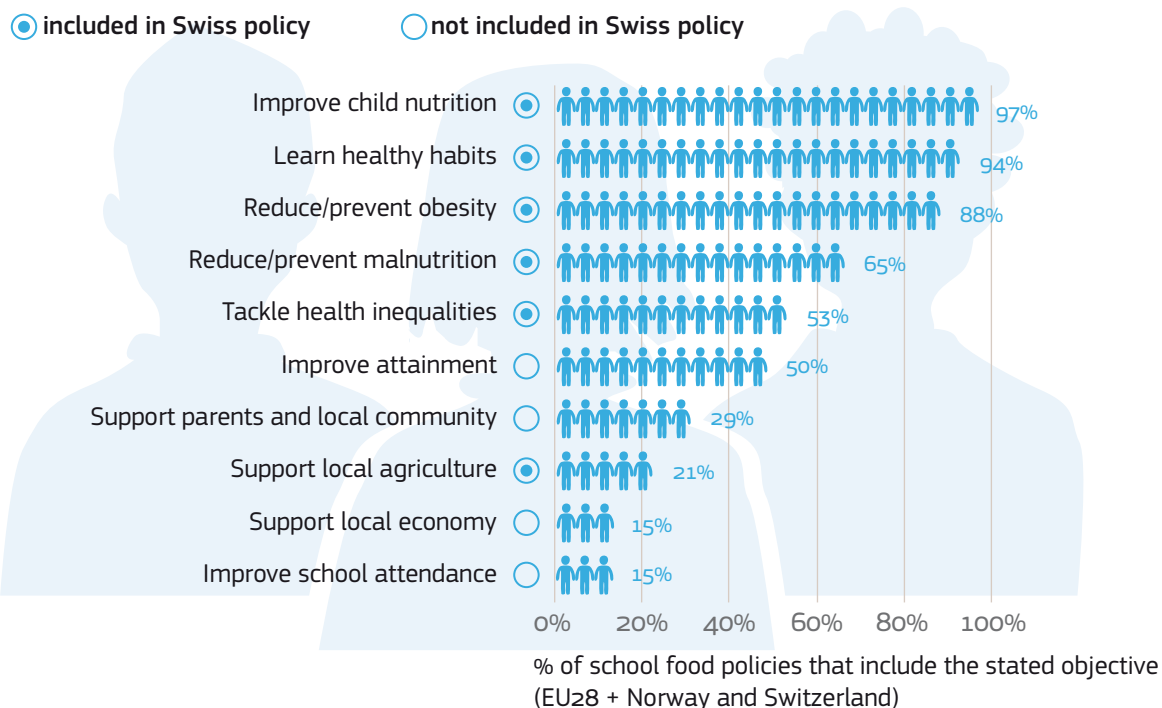 included in Swiss policy not included in Swiss policy
Improve child nutrition 97%
Learn healthy habits 94%
Reduce/prevent obesity 88%
Reduce/prevent malnutrition 65%
Tackle health inequalities 53%
Improve attainment 50%
Support parents and local community 29%
Support local agriculture 21%
Support local economy 15%
Improve school attendance 15%
0% 20% 40% 60% 80% 100%
% of school food policies that include the stated objective
(EU28 + Norway and Switzerland)